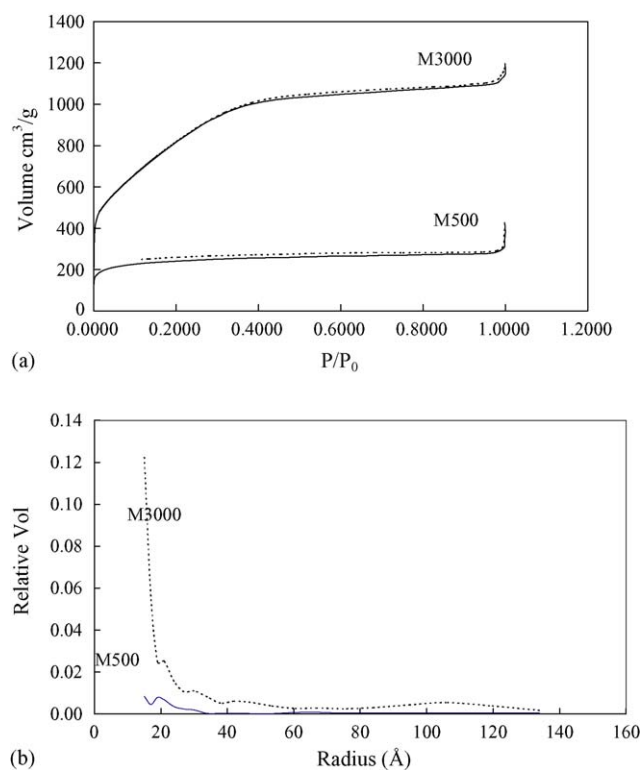 1400
1200
1000
800
600
400
200
0
Volume cm³/g
M3000
M500
0.0000 0.2000 0.4000 0.6000 0.8000 1.0000 1.2000
P/P₀
(a)
0.14
0.12
0.10
0.08
0.06
0.04
0.02
0.00
Relative Vol
M3000
M500
0 20 40 60 80 100 120 140 160
Radius (Å)
(b)